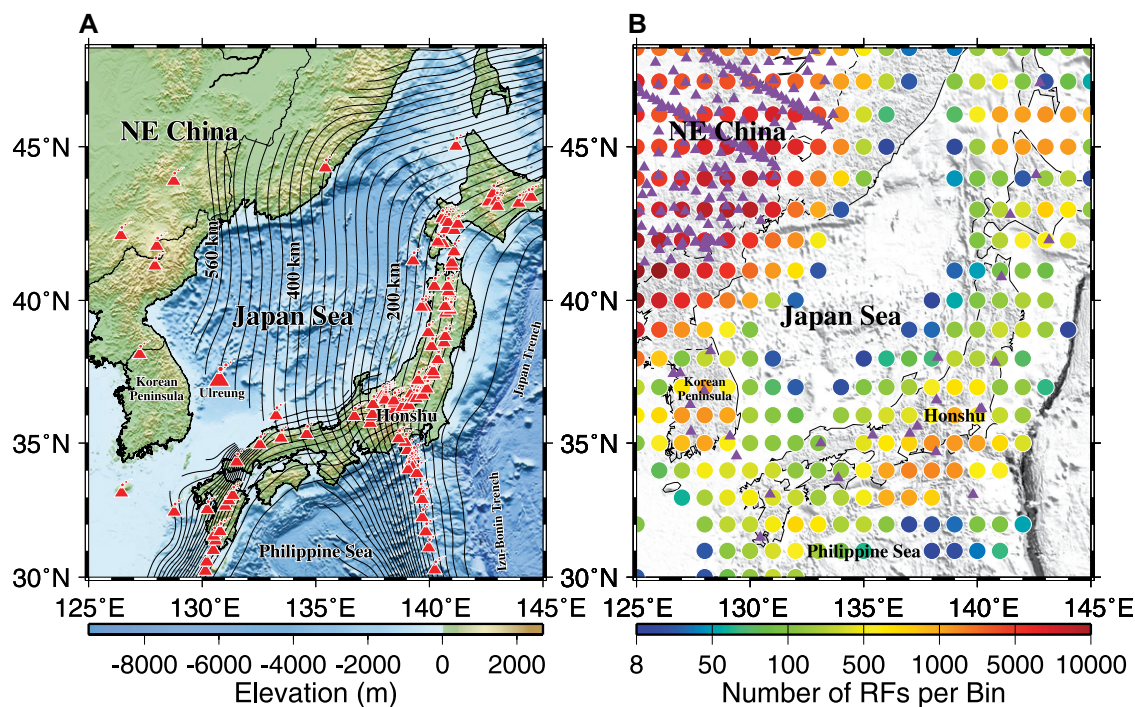 A
NE China
560 km
400 km
200 km
Japan Sea
Japan Trench
Korean
Peninsula
Ulreung
Honshu
Izu-bonin Trench
Philippine Sea
45˚N
40˚N
35˚N
30˚N
125˚E 130˚E 135˚E 140˚E 145˚E
-8000 -6000 -4000 -2000 0 2000
Elevation (m)
B
NE China
Japan Sea
Korean
Peninsula
Honshu
Philippine Sea
45˚N
40˚N
35˚N
30˚N
125˚E 130˚E 135˚E 140˚E 145˚E
8 50 100 500 1000 5000 10000
Number of RFs per Bin